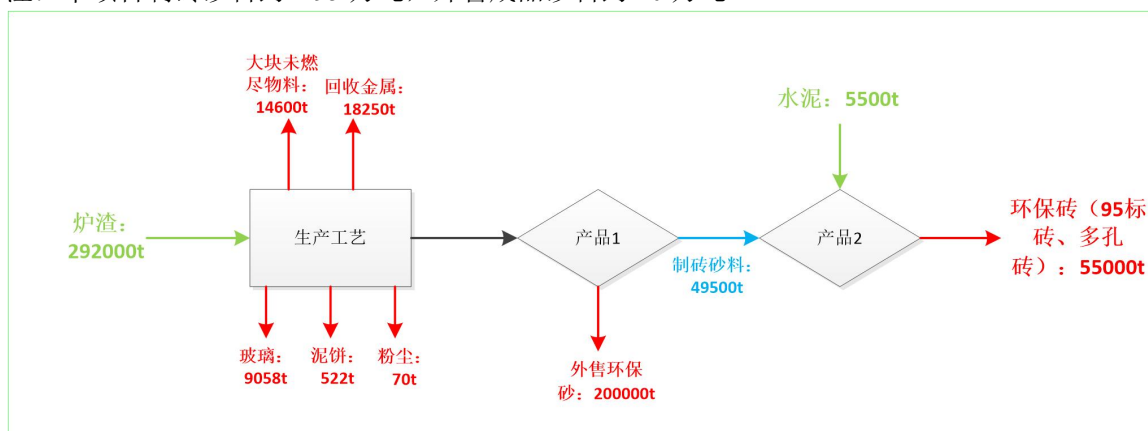 大块未燃
尽物料：
14600t
回收金属：
18250t
水泥：5500t
炉渣：
292000t
生产工艺
产品1
制砖砂料：
49500t
产品2
环保砖（95标
砖、多孔
砖）：55000t
玻璃：
9058t
泥饼：
522t
粉尘：
70t
外售环保
砂：200000t